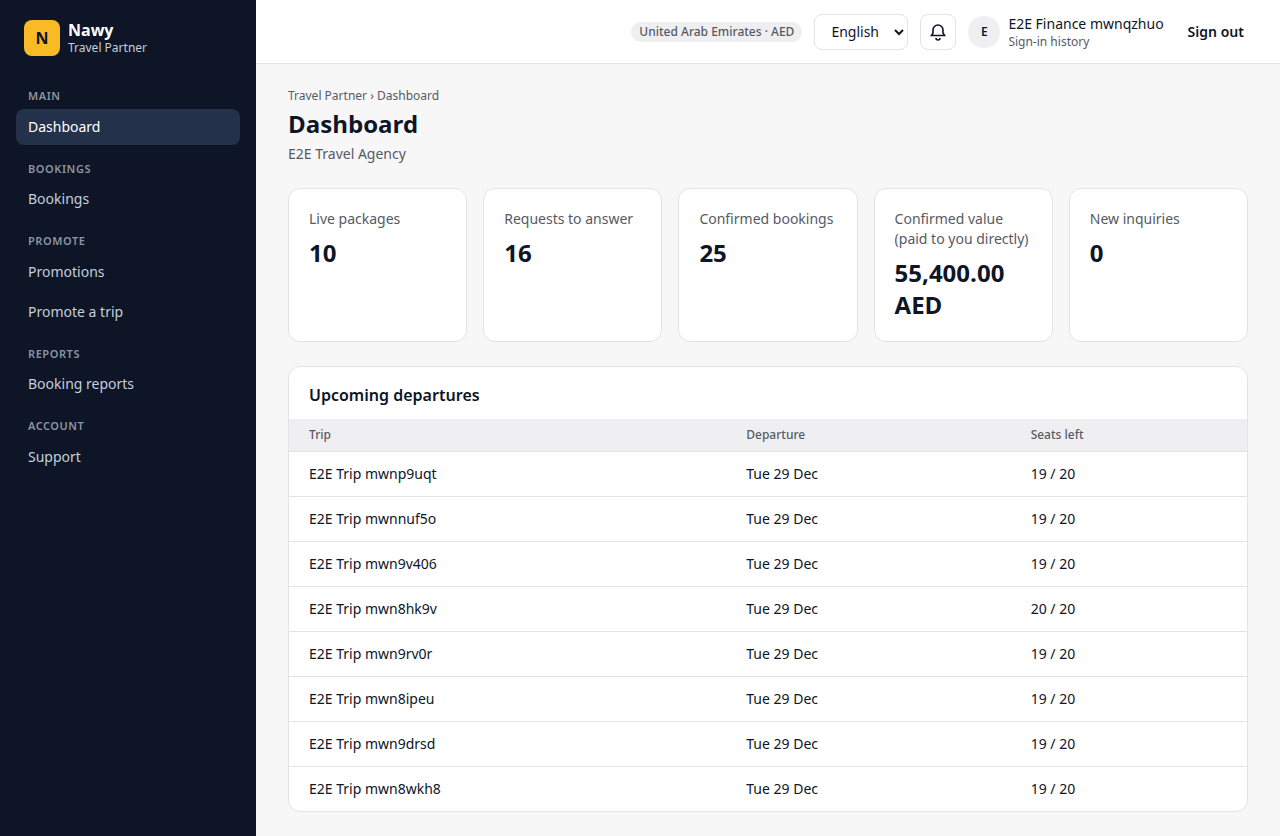 N
Nawy
Travel Partner
MAIN
Dashboard
BOOKINGS
Bookings
PROMOTE
Promotions
Promote a trip
REPORTS
Booking reports
ACCOUNT
Support
United Arab Emirates · AED
English
E
E2E Finance mwnqzhuo
Sign-in history
Sign out
Travel Partner › Dashboard
Dashboard
E2E Travel Agency
Live packages
10
Requests to answer
16
Confirmed bookings
25
Confirmed value
(paid to you directly)
55,400.00
AED
New inquiries
0
Upcoming departures
Trip Departure Seats left
E2E Trip mwnp9uqt Tue 29 Dec 19 / 20
E2E Trip mwnnuf5o Tue 29 Dec 19 / 20
E2E Trip mwn9v406 Tue 29 Dec 19 / 20
E2E Trip mwn8hk9v Tue 29 Dec 20 / 20
E2E Trip mwn9rv0r Tue 29 Dec 19 / 20
E2E Trip mwn8ipeu Tue 29 Dec 19 / 20
E2E Trip mwn9drsd Tue 29 Dec 19 / 20
E2E Trip mwn8wkh8 Tue 29 Dec 19 / 20